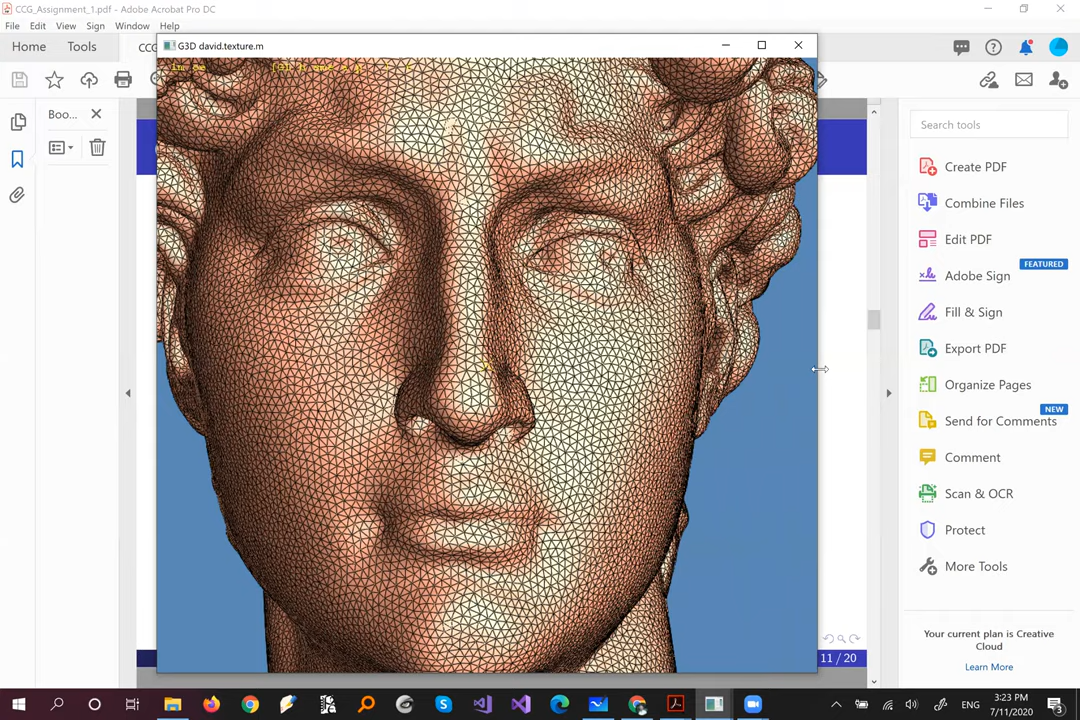 CCG_Assignment_1.pdf - Adobe Acrobat Pro DC
File Edit View Sign Window Help
Home Tools CC
G3D david.texture.m
Boo...
Search tools
Create PDF
Combine Files
Edit PDF
FEATURED
Adobe Sign
Fill & Sign
Export PDF
Organize Pages
NEW
Send for Comments
Comment
Scan & OCR
Protect
More Tools
Your current plan is Creative
Cloud
Learn More
11 / 20
ENG
3:23 PM
7/11/2020
3